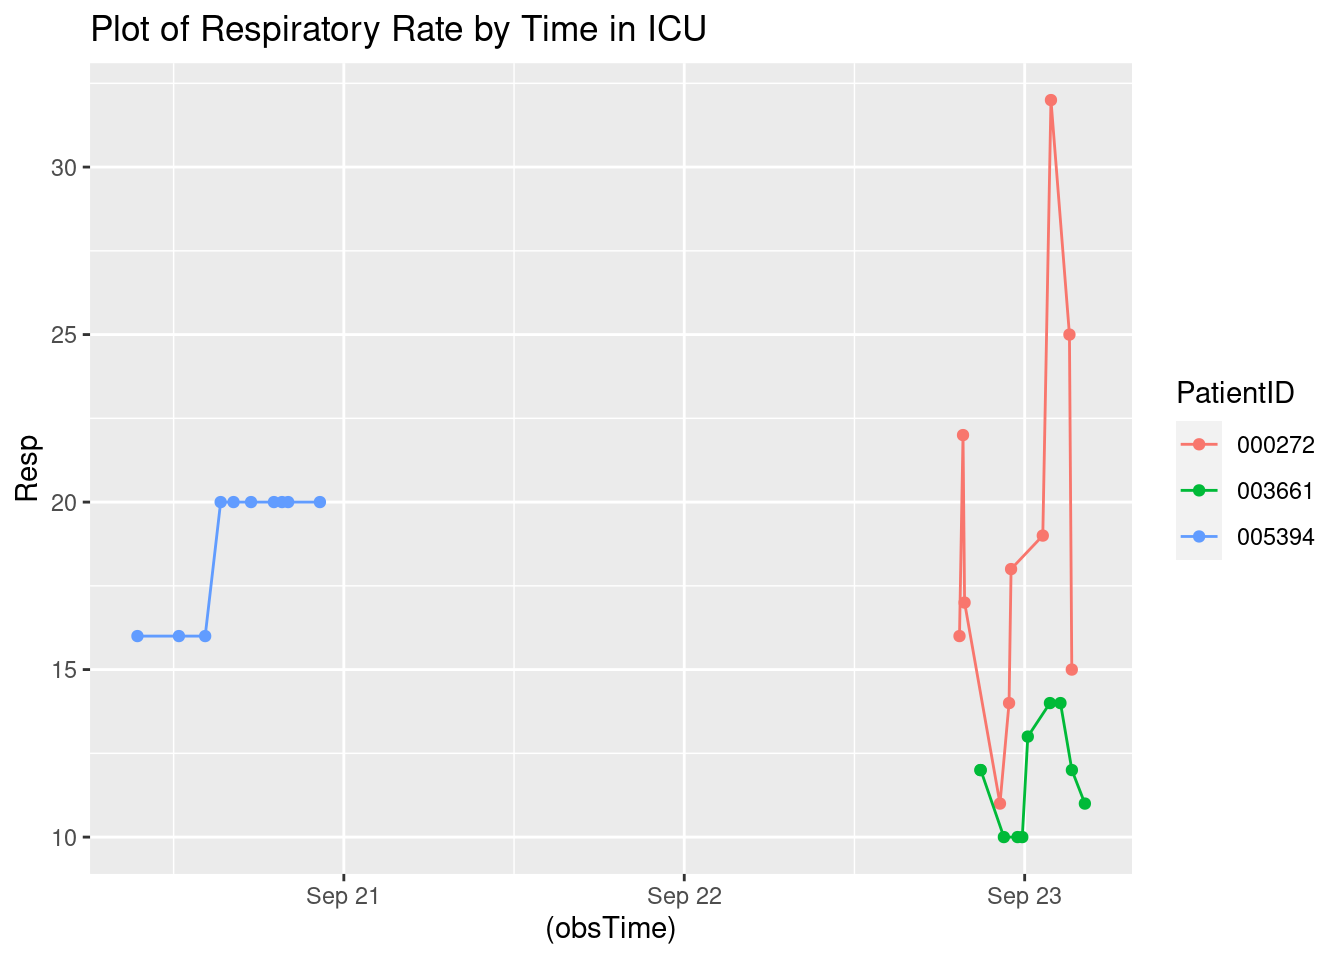 Plot of Respiratory Rate by Time in ICU
30
25
20
15
10
Resp
Sep 21
Sep 22
Sep 23
(obsTime)
PatientID
000272
003661
005394